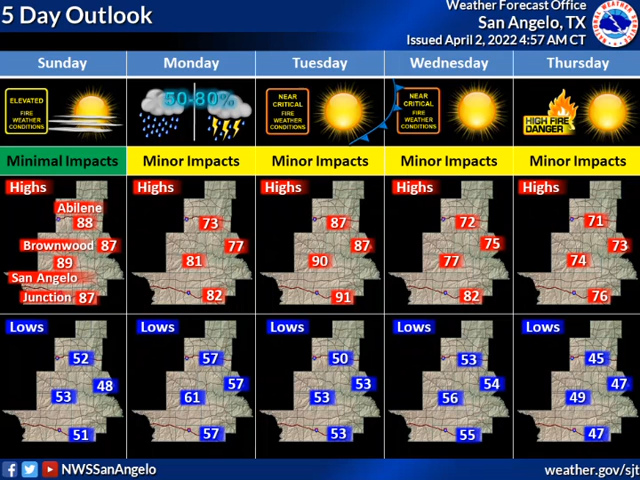 5 Day Outlook
Weather Forecast Office
San Angelo, TX
Issued April 2, 2022 4:57 AM CT
Sunday Monday Tuesday Wednesday Thursday
ELEVATED
FIRE
WEATHER
CONDITIONS
50-80%
NEAR
CRITICAL
FIRE
WEATHER
CONDITIONS
NEAR
CRITICAL
FIRE
WEATHER
CONDITIONS
HIGH FIRE
DANGER
Minimal Impacts Minor Impacts Minor Impacts Minor Impacts Minor Impacts
Highs
Abilene
88
Brownwood 87
89
San Angelo
Junction 87
Highs
73
77
81
82
Highs
87
87
90
91
Highs
72
75
77
82
Highs
71
73
74
76
Lows
52
48
53
51
Lows
57
57
61
57
Lows
50
53
53
53
Lows
53
54
56
55
Lows
45
47
49
47
NWSSanAngelo
weather.gov/sjt